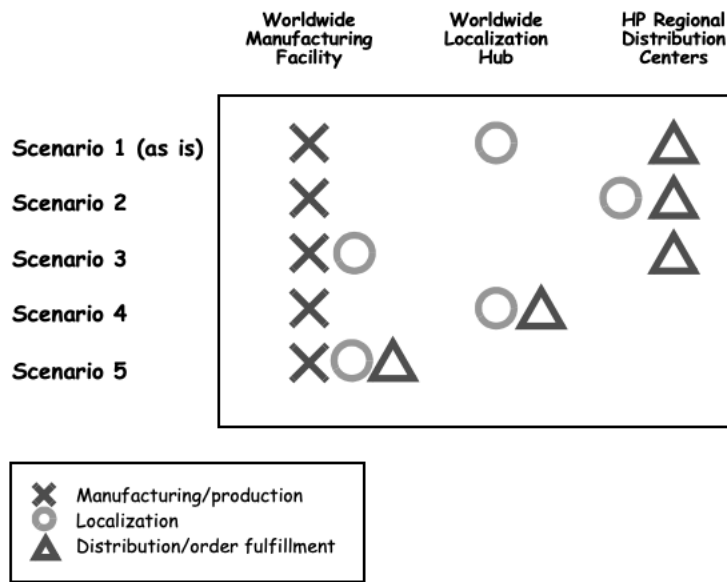 Worldwide Manufacturing Facility
Worldwide Localization Hub
HP Regional Distribution Centers
Scenario 1 (as is)
Scenario 2
Scenario 3
Scenario 4
Scenario 5
Manufacturing/production
Localization
Distribution/order fulfillment